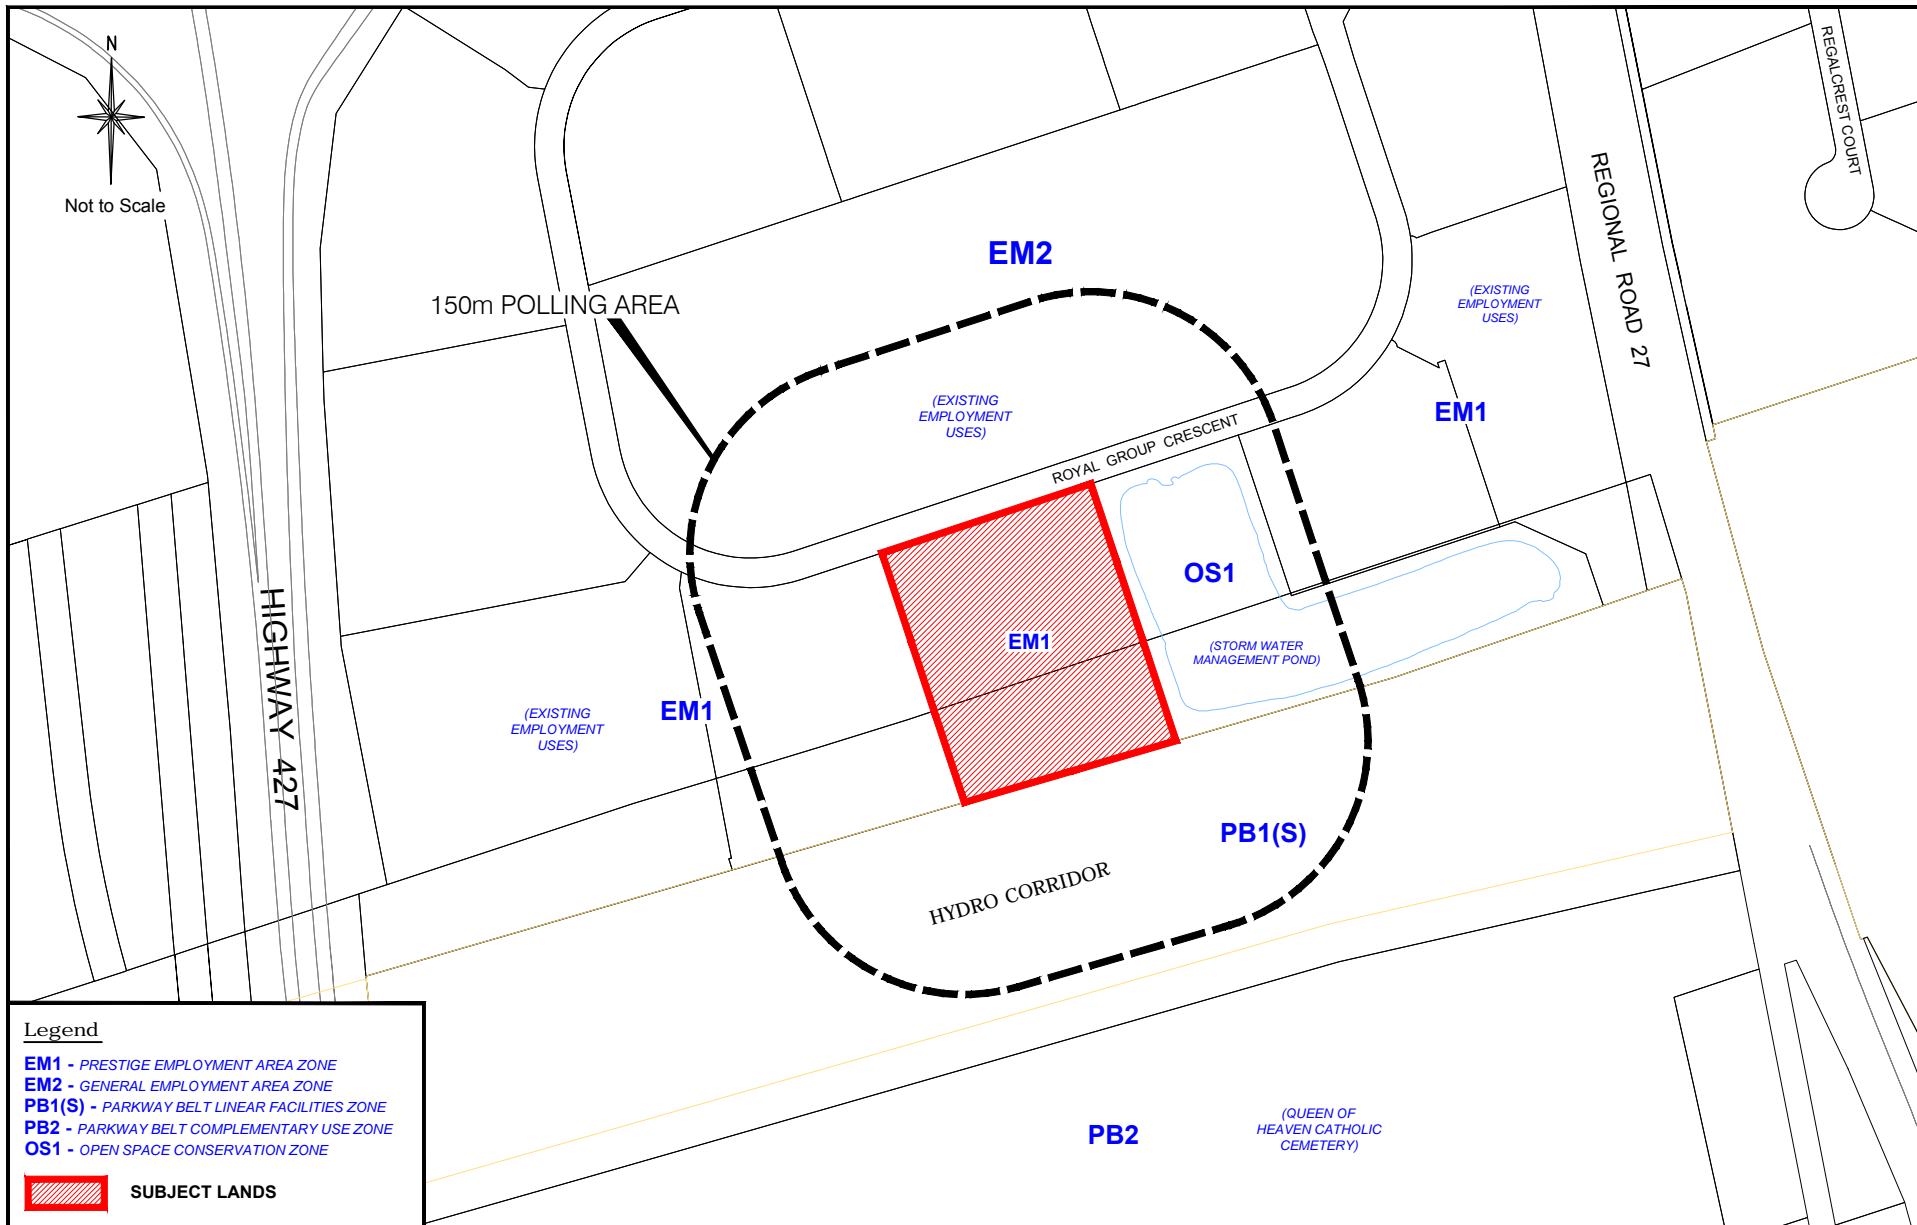 N
Not to Scale
REGALCREST COURT
REGIONAL ROAD 27
EM2
150m POLLING AREA
(EXISTING
EMPLOYMENT
USES)
(EXISTING
EMPLOYMENT
USES)
EM1
ROYAL GROUP CRESCENT
OS1
EM1
(STORM WATER
MANAGEMENT POND)
HIGHWAY 427
(EXISTING
EMPLOYMENT
USES)
EM1
PB1(S)
HYDRO CORRIDOR
PB2
(QUEEN OF
HEAVEN CATHOLIC
CEMETERY)
Legend
EM1 - PRESTIGE EMPLOYMENT AREA ZONE
EM2 - GENERAL EMPLOYMENT AREA ZONE
PB1(S) - PARKWAY BELT LINEAR FACILITIES ZONE
PB2 - PARKWAY BELT COMPLEMENTARY USE ZONE
OS1 - OPEN SPACE CONSERVATION ZONE
SUBJECT LANDS